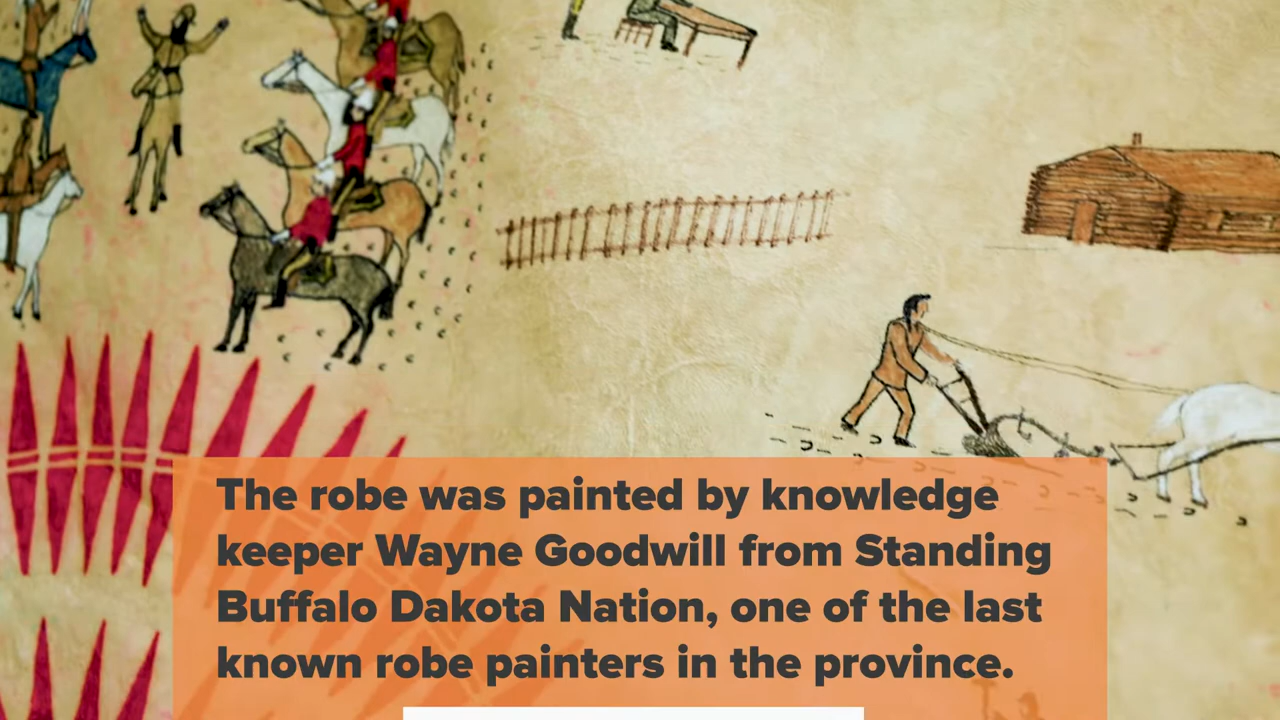 The robe was painted by knowledge
keeper Wayne Goodwill from Standing
Buffalo Dakota Nation, one of the last
known robe painters in the province.